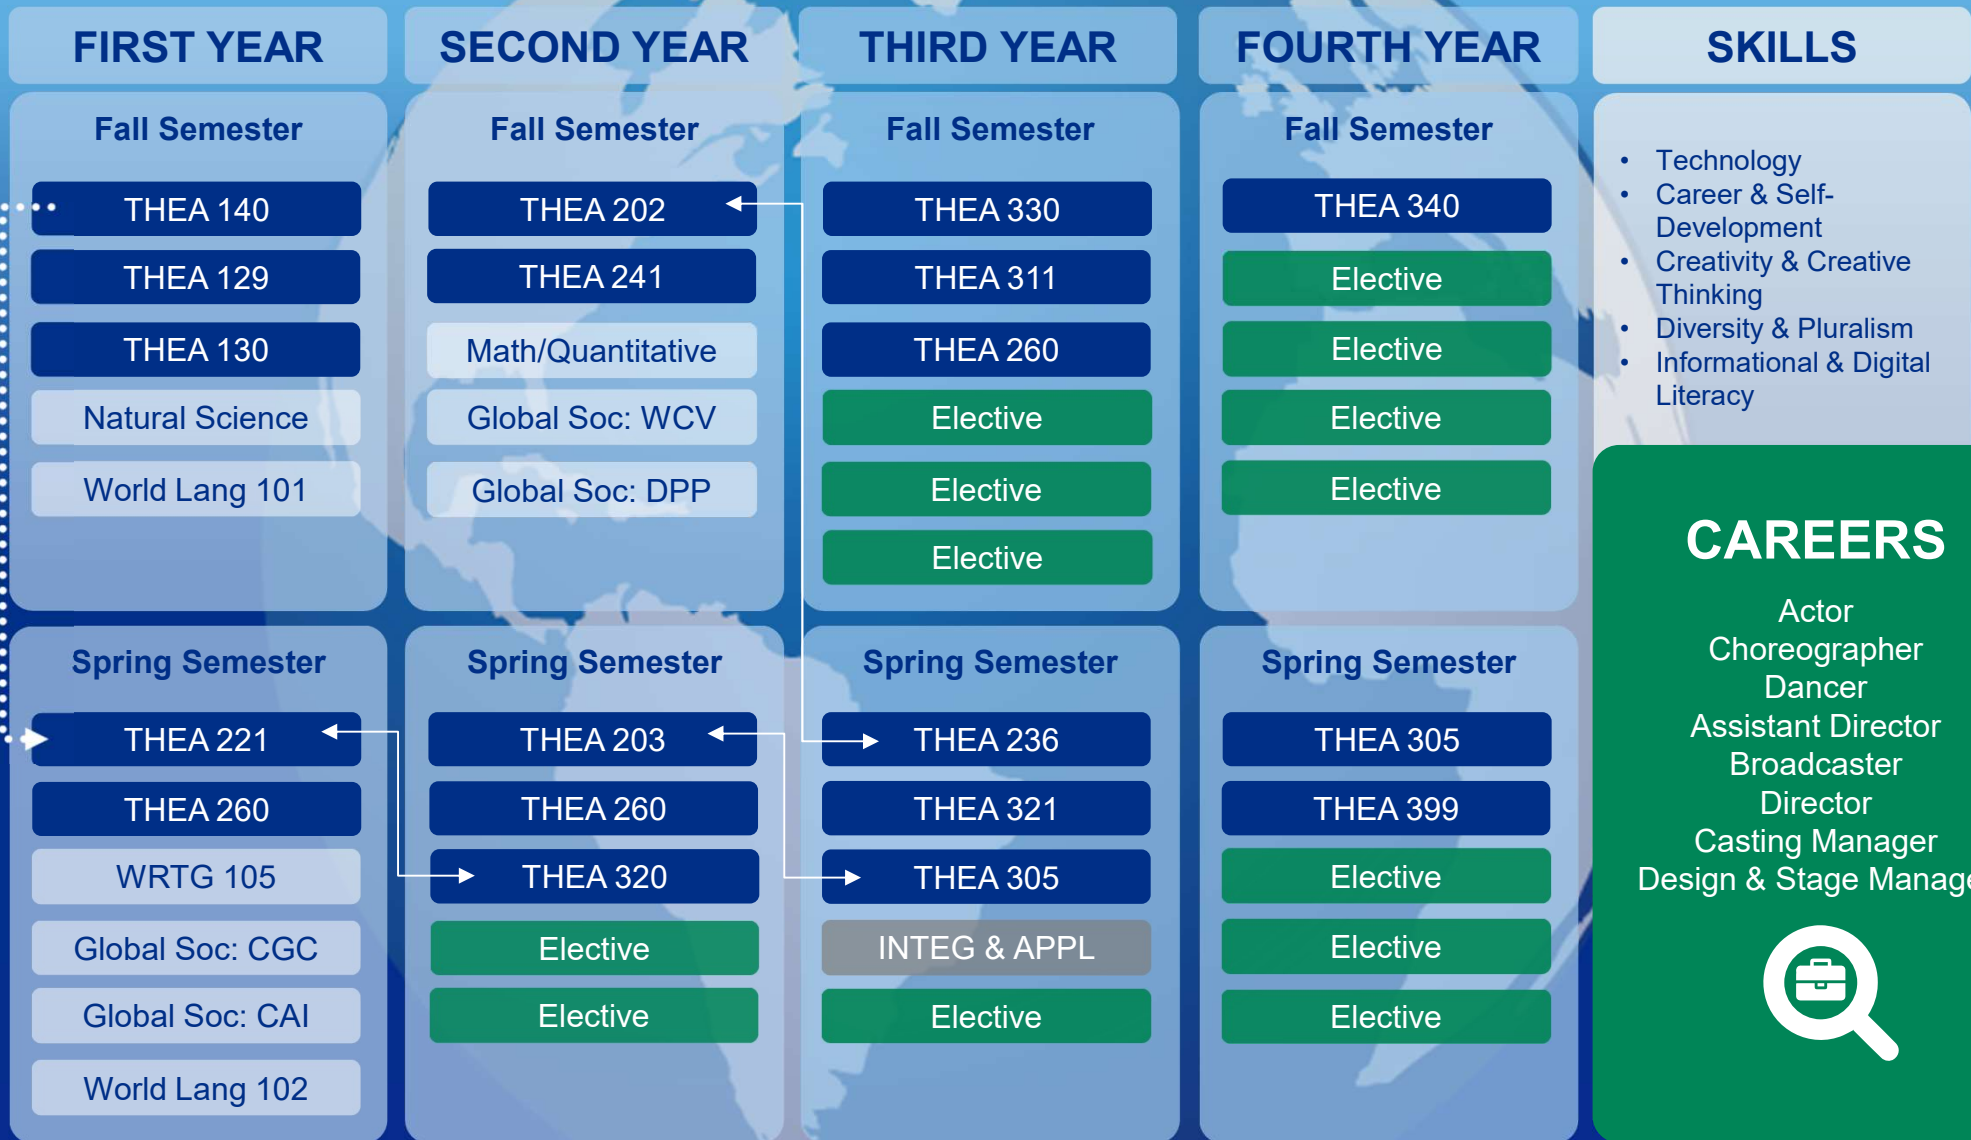 FIRST YEAR
Fall Semester
THEA 140
THEA 129
THEA 130
Natural Science
World Lang 101
Spring Semester
THEA 221
THEA 260
WRTG 105
Global Soc: CGC
Global Soc: CAI
World Lang 102
SECOND YEAR
Fall Semester
THEA 202
THEA 241
Math/Quantitative
Global Soc: WCV
Global Soc: DPP
Spring Semester
THEA 203
THEA 260
THEA 320
Elective
Elective
THIRD YEAR
Fall Semester
THEA 330
THEA 311
THEA 260
Elective
Elective
Elective
Spring Semester
THEA 236
THEA 321
THEA 305
INTEG & APPL
Elective
FOURTH YEAR
Fall Semester
THEA 340
Elective
Elective
Elective
Elective
Spring Semester
THEA 305
THEA 399
Elective
Elective
Elective
SKILLS
• Technology
• Career & Self-
Development
• Creativity & Creative
Thinking
• Diversity & Pluralism
• Informational & Digital
Literacy
CAREERS
Actor
Choreographer
Dancer
Assistant Director
Broadcaster
Director
Casting Manager
Design & Stage Manage